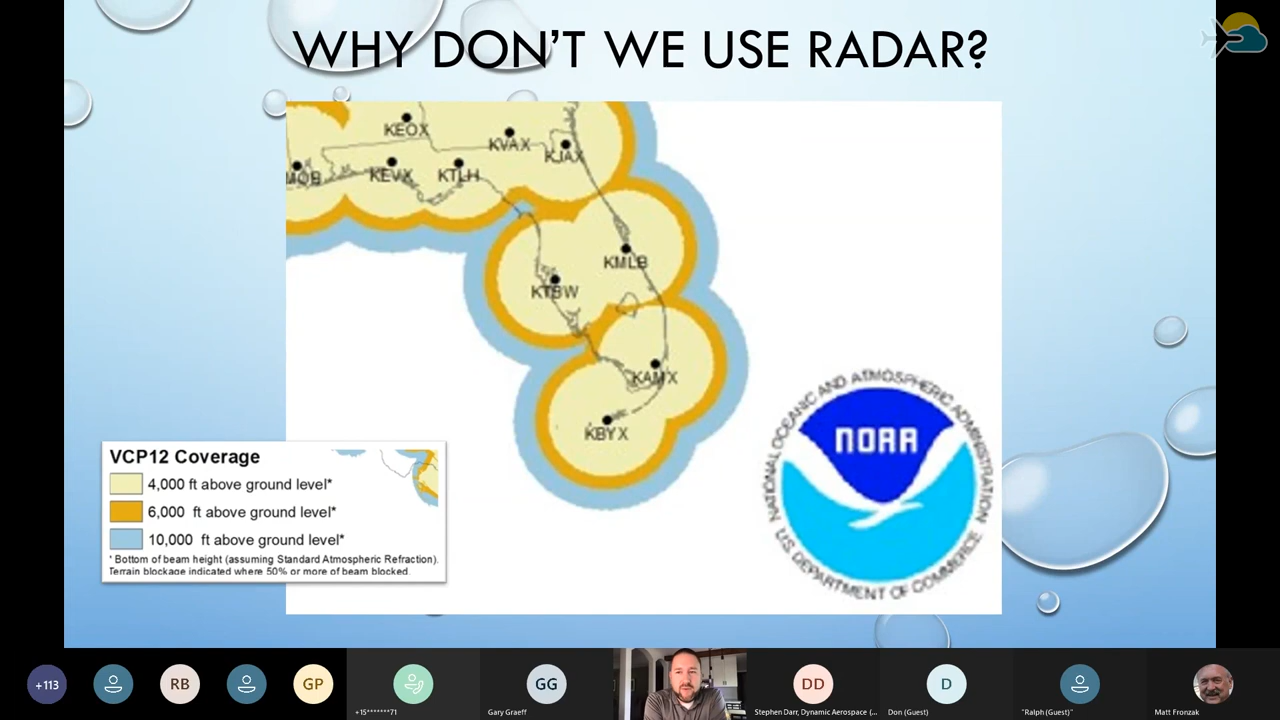 WHY DON'T WE USE RADAR?
KEOX
KVAX
KJAX
MOB
KEVX
KTLH
KMLB
KTBW
KAMX
KBYX
NATIONAL OCEANIC AND ATMOSPHERIC ADMINISTRATION
NOAA
U.S. DEPARTMENT OF COMMERCE
VCP12 Coverage
4,000 ft above ground level*
6,000 ft above ground level*
10,000 ft above ground level*
* Bottom of beam height (assuming Standard Atmospheric Refraction).
Terrain blockage indicated where 50% or more of beam blocked.
+113
RB
GP
GG
DD
D
+15*******71
Gary Graeff
Stephen Darr, Dynamic Aerospace (...
Don (Guest)
"Ralph (Guest)"
Matt Fronzak